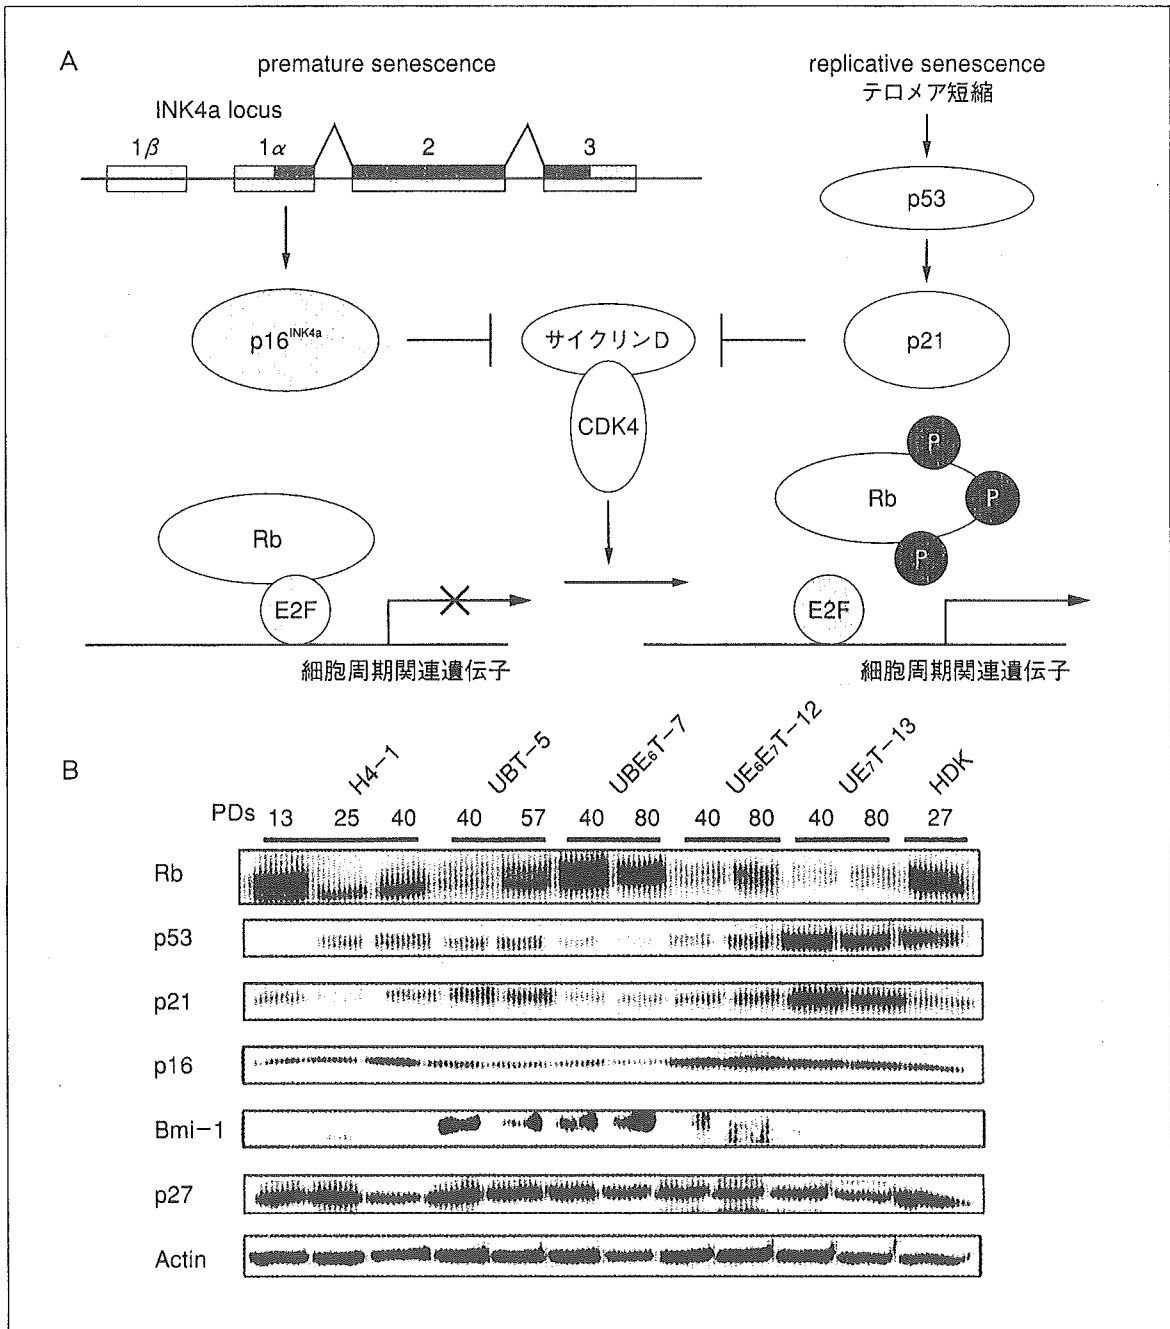 A
premature senescence
replicative senescence
テロメア短縮
INK4a locus
1β 1α 2 3
p53
p16INK4a
サイクリンD
p21
CDK4
P
Rb
P
Rb
P
E2F
E2F
細胞周期関連遺伝子
細胞周期関連遺伝子
B
H4-1 UBT-5 UBE6T-7 UE6E7T-12 UE7T-13 HDK
PDs 13 25 40 40 57 40 80 40 80 40 80 27
Rb
p53
p21
p16
Bmi-1
p27
Actin